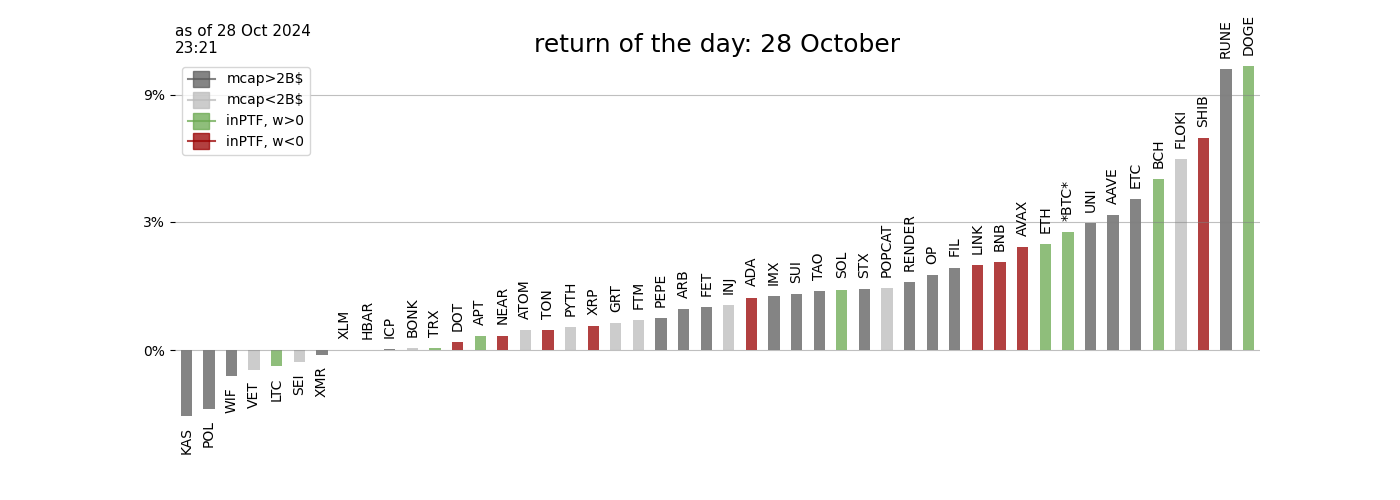 as of 28 Oct 2024
23:21
return of the day: 28 October
mcap>2B$
mcap<2B$
inPTF, w>0
inPTF, w<0
9%
3%
0%
KAS
POL
WIF
VET
LTC
SEI
XMR
XLM
HBAR
ICP
BONK
TRX
DOT
APT
NEAR
ATOM
TON
PYTH
XRP
GRT
FTM
PEPE
ARB
FET
INJ
ADA
IMX
SUI
TAO
SOL
STX
POPCAT
RENDER
OP
FIL
LINK
BNB
AVAX
ETH
*BTC*
UNI
AAVE
ETC
BCH
FLOKI
SHIB
RUNE
DOGE